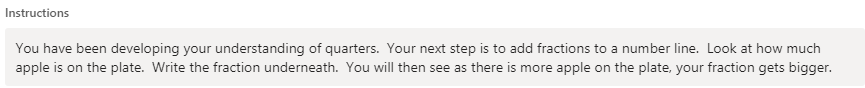 Instructions
You have been developing your understanding of quarters.  Your next step is to add fractions to a number line.  Look at how much
apple is on the plate.  Write the fraction underneath.  You will then see as there is more apple on the plate, your fraction gets bigger.